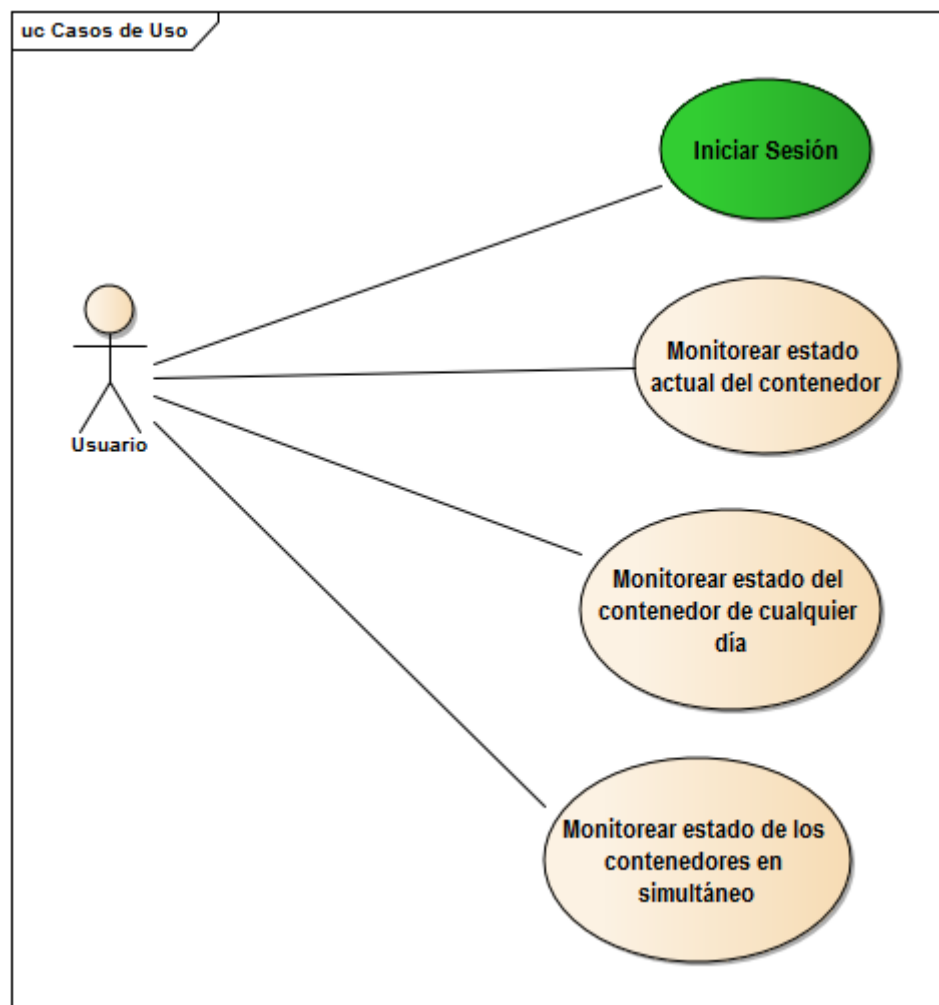 uc Casos de Uso
Iniciar Sesión
Monitorear estado
actual del contenedor
Usuario
Monitorear estado del
contenedor de cualquier
día
Monitorear estado de los
contenedores en
simultáneo